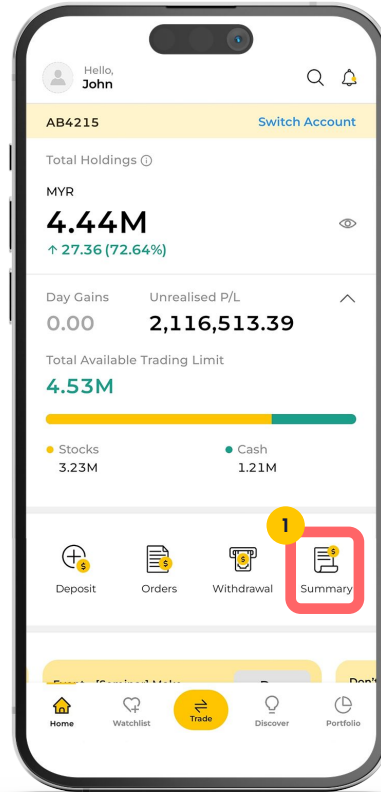 Hello,
John
AB4215 Switch Account
Total Holdings
MYR
4.44M
↑ 27.36 (72.64%)
Day Gains Unrealised P/L
0.00 2,116,513.39
Total Available Trading Limit
4.53M
Stocks Cash
3.23M 1.21M
1
Deposit Orders Withdrawal Summary
Home Watchlist Trade Discover Portfolio